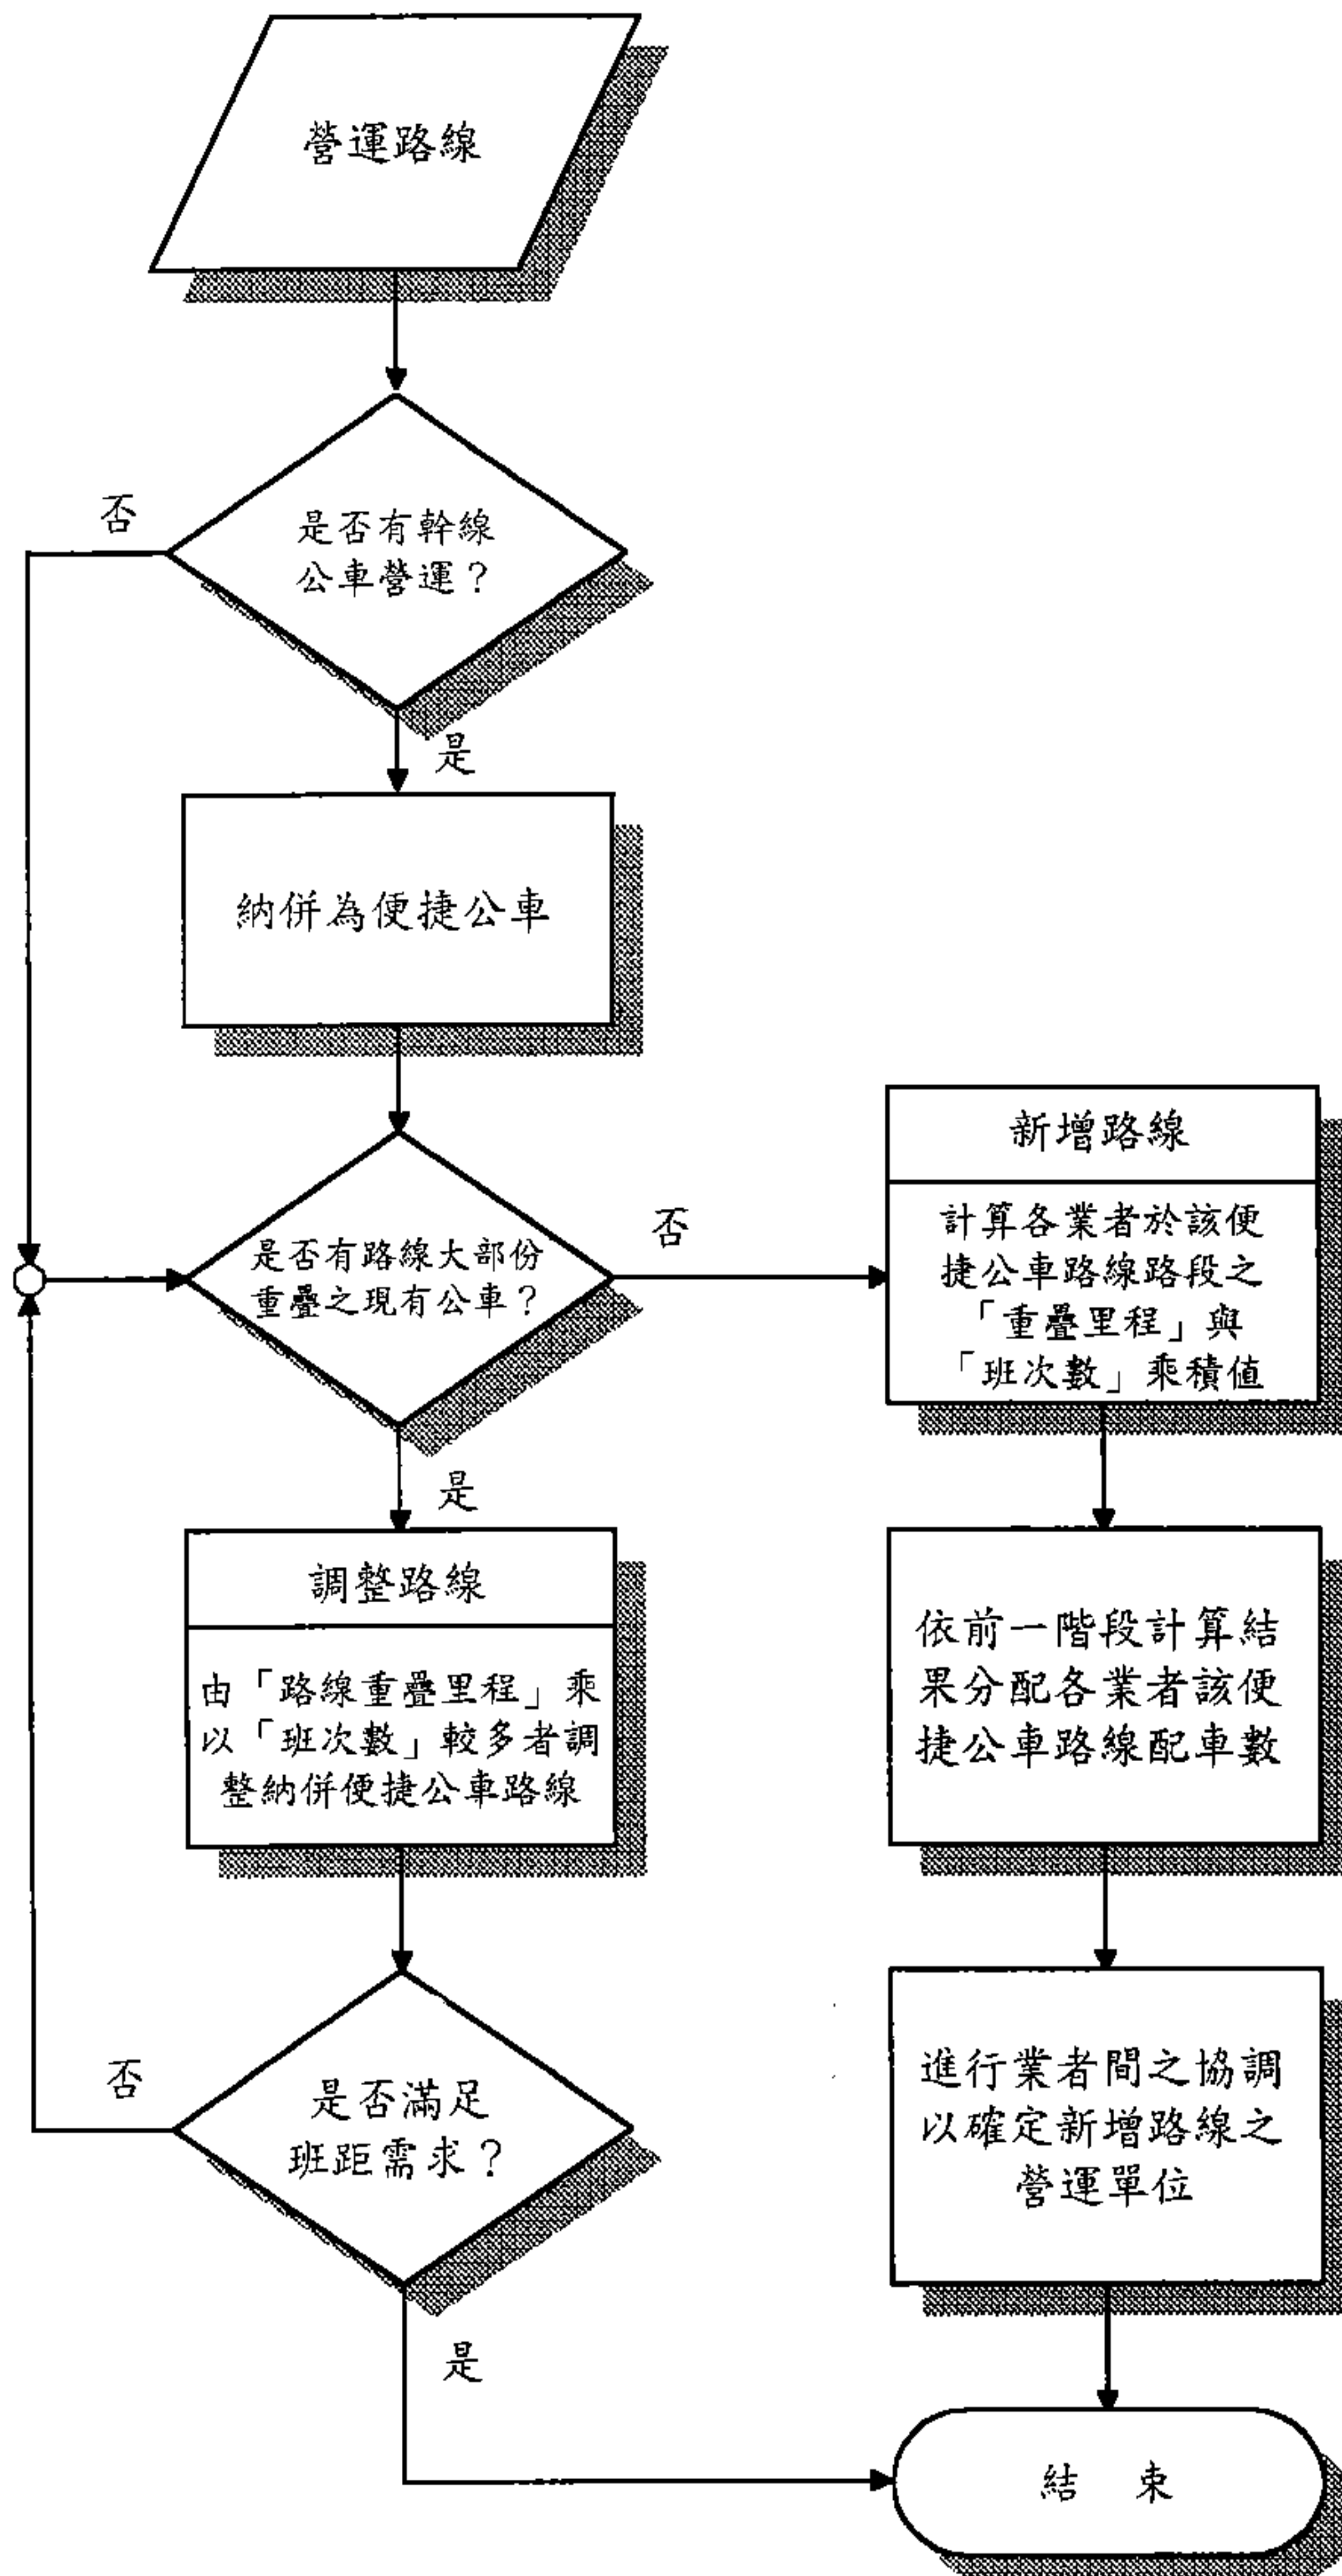 營運路線
否
是否有幹線
公車營運？
是
納併為便捷公車
是否有路線大部份
重疊之現有公車？
否
新增路線
計算各業者於該便
捷公車路線路段之
「重疊里程」與
「班次數」乘積值
是
調整路線
由「路線重疊里程」乘
以「班次數」較多者調
整納併便捷公車路線
依前一階段計算結
果分配各業者該便
捷公車路線配車數
否
是否滿足
班距需求？
進行業者間之協調
以確定新增路線之
營運單位
是
結 束